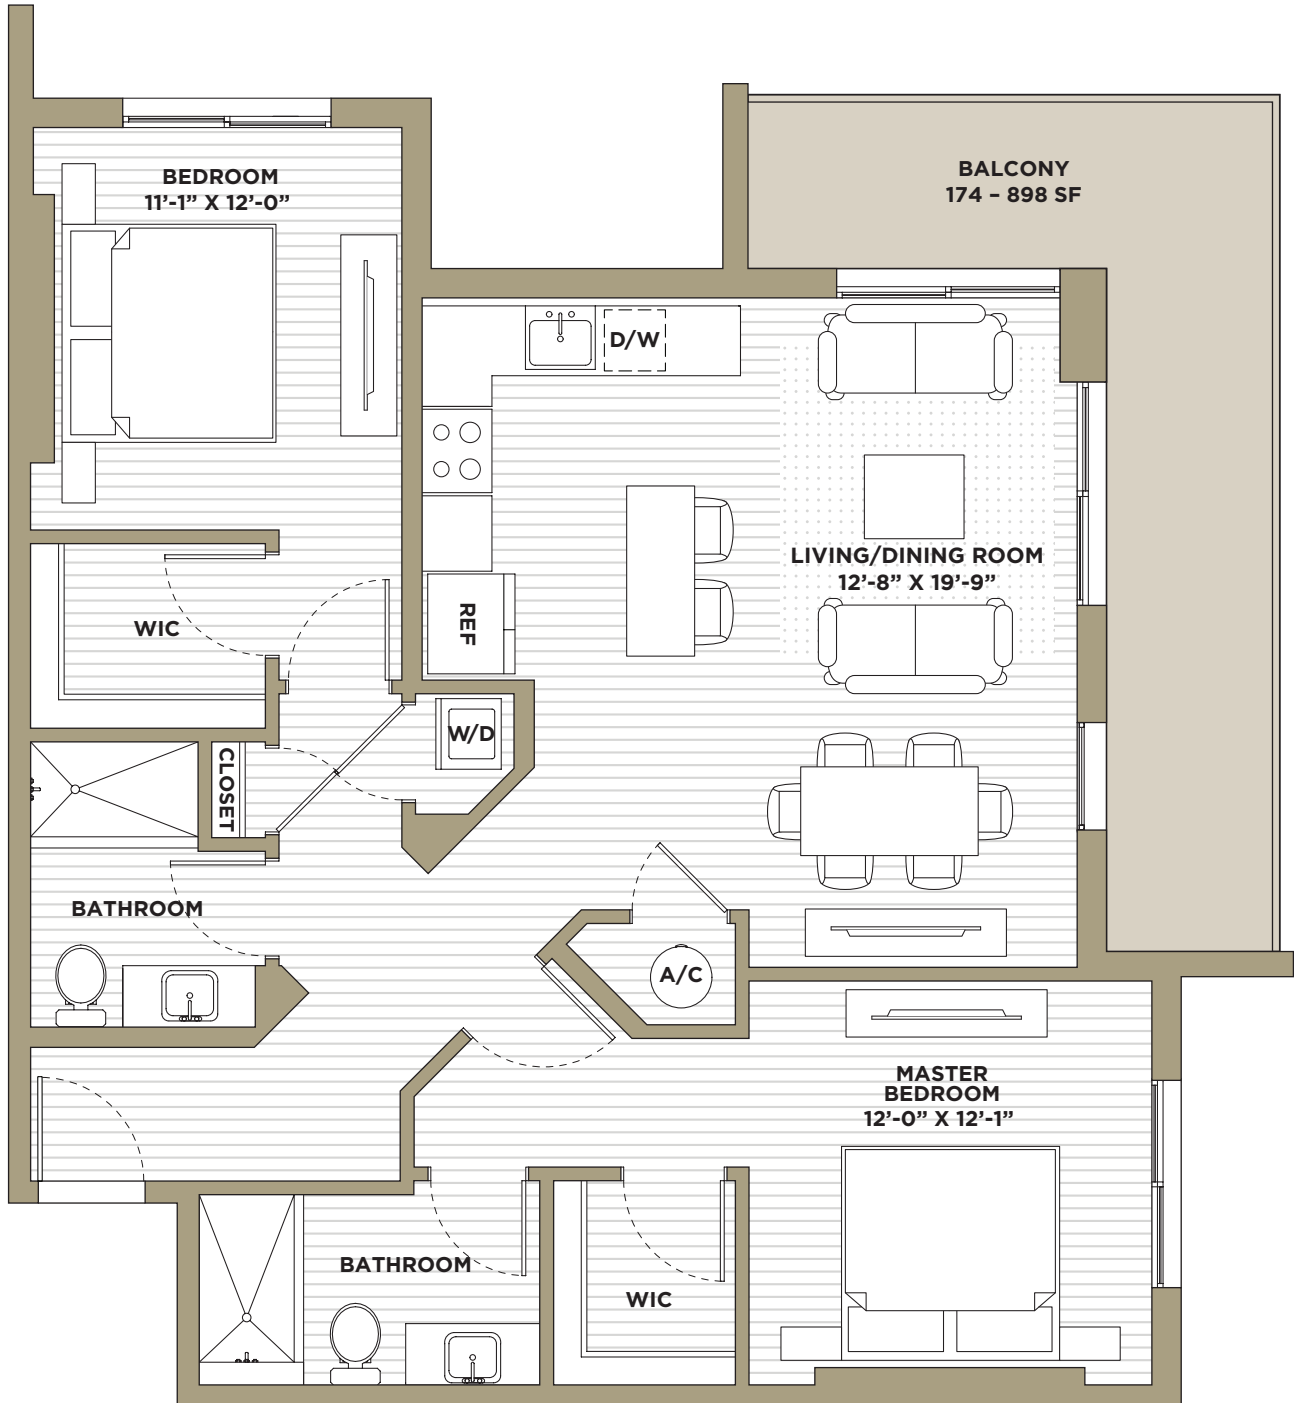 BEDROOM
11’-1” X 12’-0”
BALCONY
174 – 898 SF
D/W
LIVING/DINING ROOM
12’-8” X 19’-9”
REF
WIC
W/D
CLOSET
BATHROOM
A/C
MASTER
BEDROOM
12’-0” X 12’-1”
BATHROOM
WIC